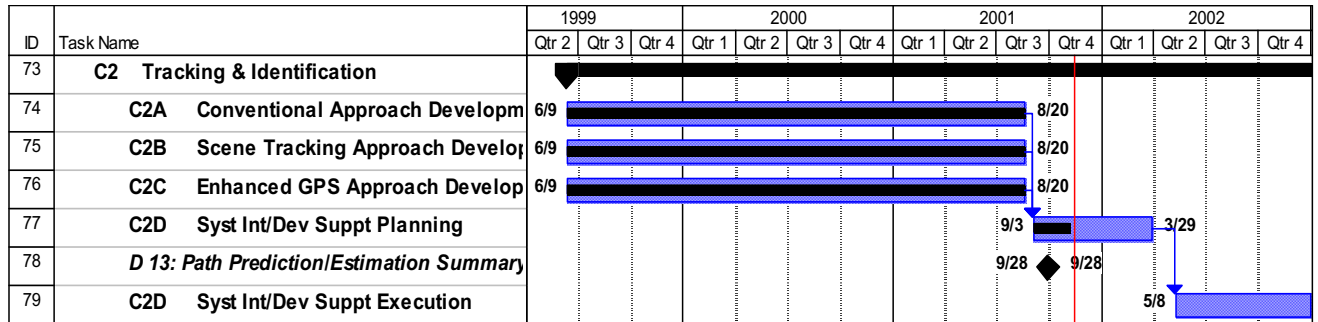 1999 2000 2001 2002
ID Task Name Qtr 2 Qtr 3 Qtr 4 Qtr 1 Qtr 2 Qtr 3 Qtr 4 Qtr 1 Qtr 2 Qtr 3 Qtr 4 Qtr 1 Qtr 2 Qtr 3 Qtr 4
73 C2 Tracking & Identification
74 C2A Conventional Approach Developm 6/9 8/20
75 C2B Scene Tracking Approach Develop 6/9 8/20
76 C2C Enhanced GPS Approach Develop 6/9 8/20
77 C2D Syst Int/Dev Suppt Planning 9/3 3/29
78 D 13: Path Prediction/Estimation Summary 9/28 9/28
79 C2D Syst Int/Dev Suppt Execution 5/8